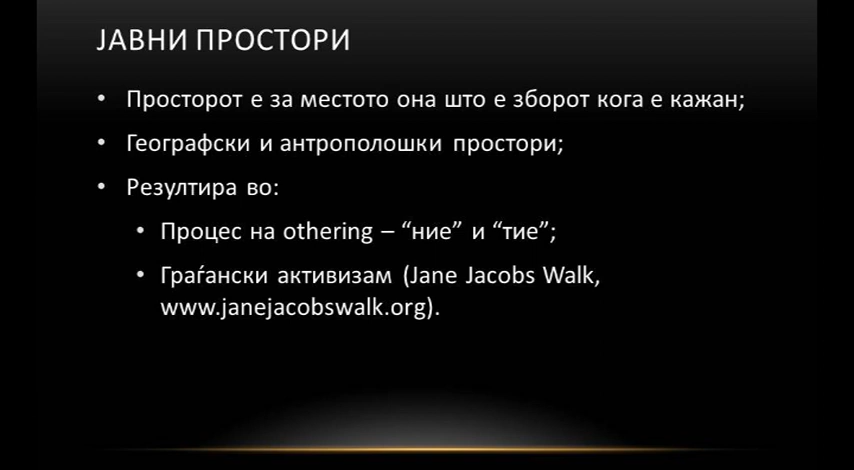 ЈАВНИ ПРОСТОРИ
• Просторот е за местото она што е зборот кога е кажан;
• Географски и антрополошки простори;
• Резултира во:
• Процес на othering – “ние” и “тие”;
• Граѓански активизам (Jane Jacobs Walk,
www.janejacobswalk.org).